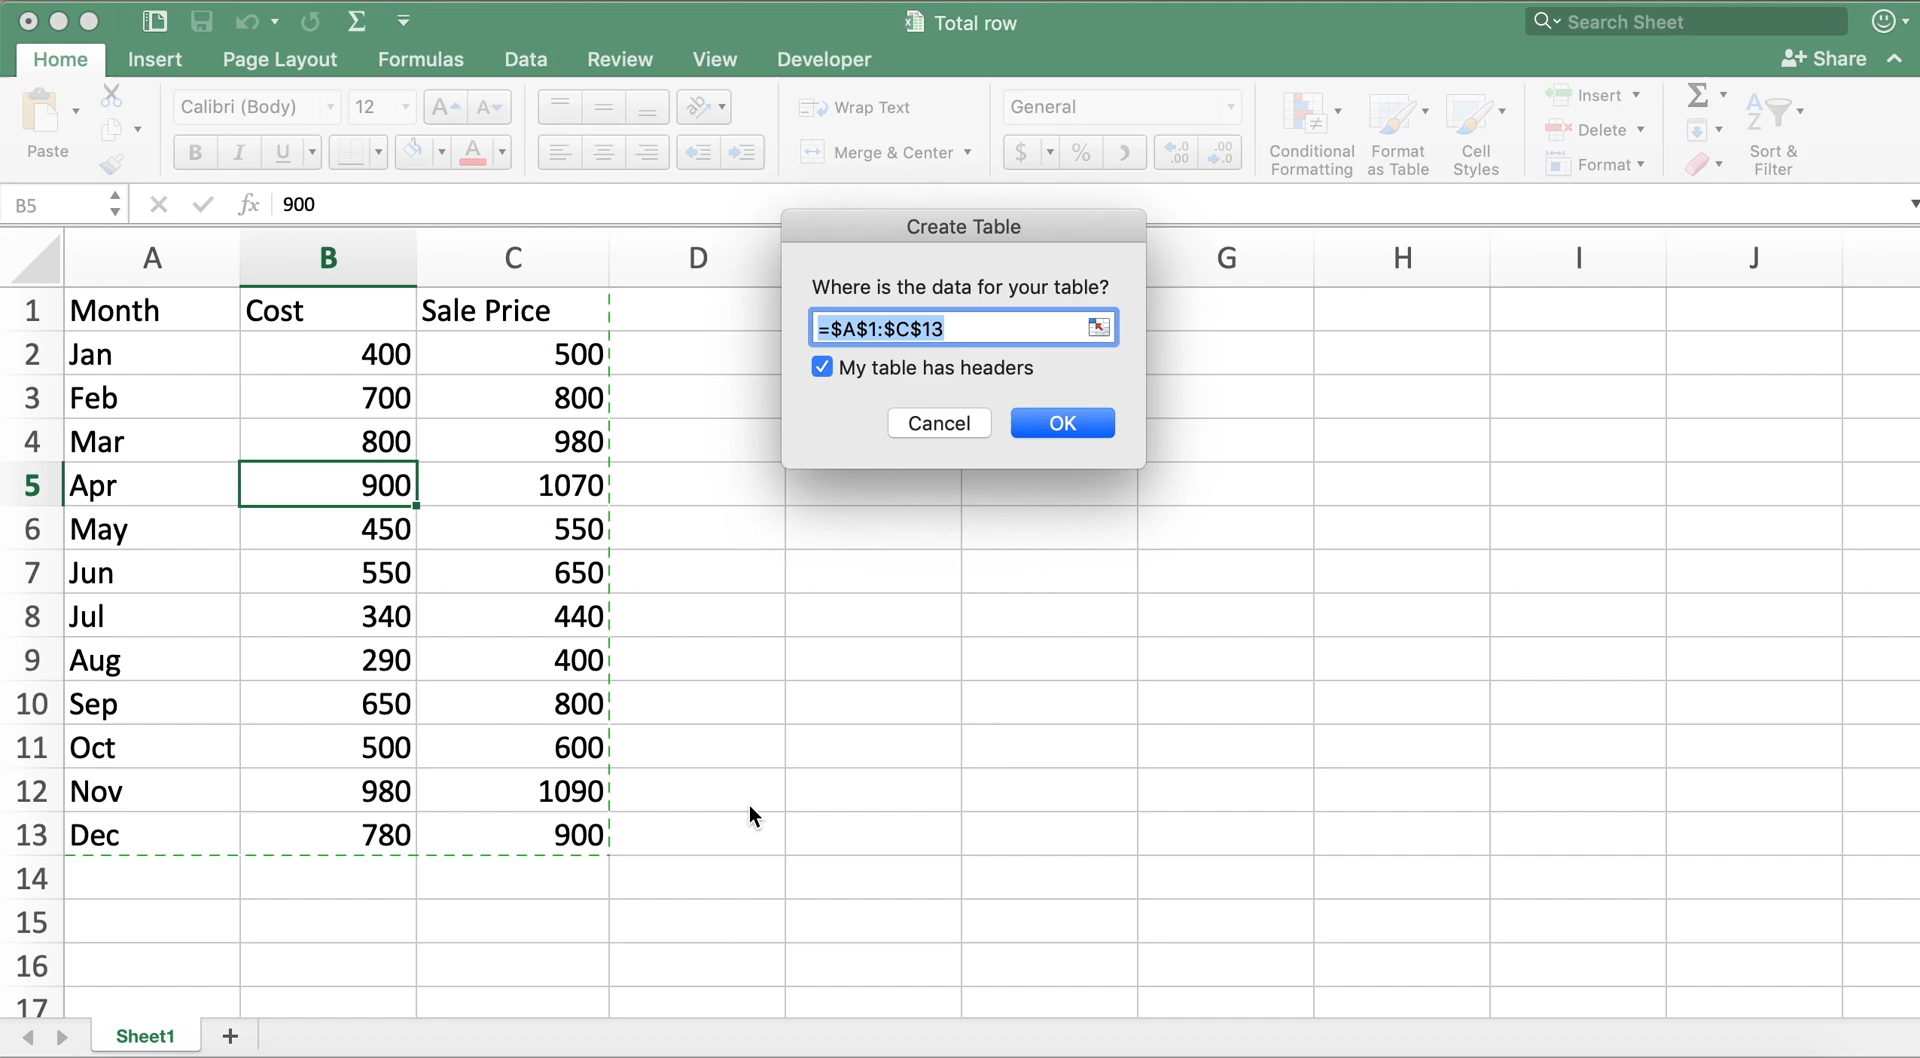 Total row
Search Sheet
Home Insert Page Layout Formulas Data Review View Developer
Share
Paste
Calibri (Body) 12
A A
B I U A
ab
Wrap Text
Merge & Center
General
$ % )
.0 .00
.00 .0
Conditional Formatting
Format as Table
Cell Styles
Insert
Delete
Format
Σ
A Z
Sort & Filter
B5 fx 900
A B C D G H I J
1 Month Cost Sale Price
2 Jan 400 500
3 Feb 700 800
4 Mar 800 980
5 Apr 900 1070
6 May 450 550
7 Jun 550 650
8 Jul 340 440
9 Aug 290 400
10 Sep 650 800
11 Oct 500 600
12 Nov 980 1090
13 Dec 780 900
14
15
16
17
Create Table
Where is the data for your table?
=$A$1:$C$13
My table has headers
Cancel OK
Sheet1 +